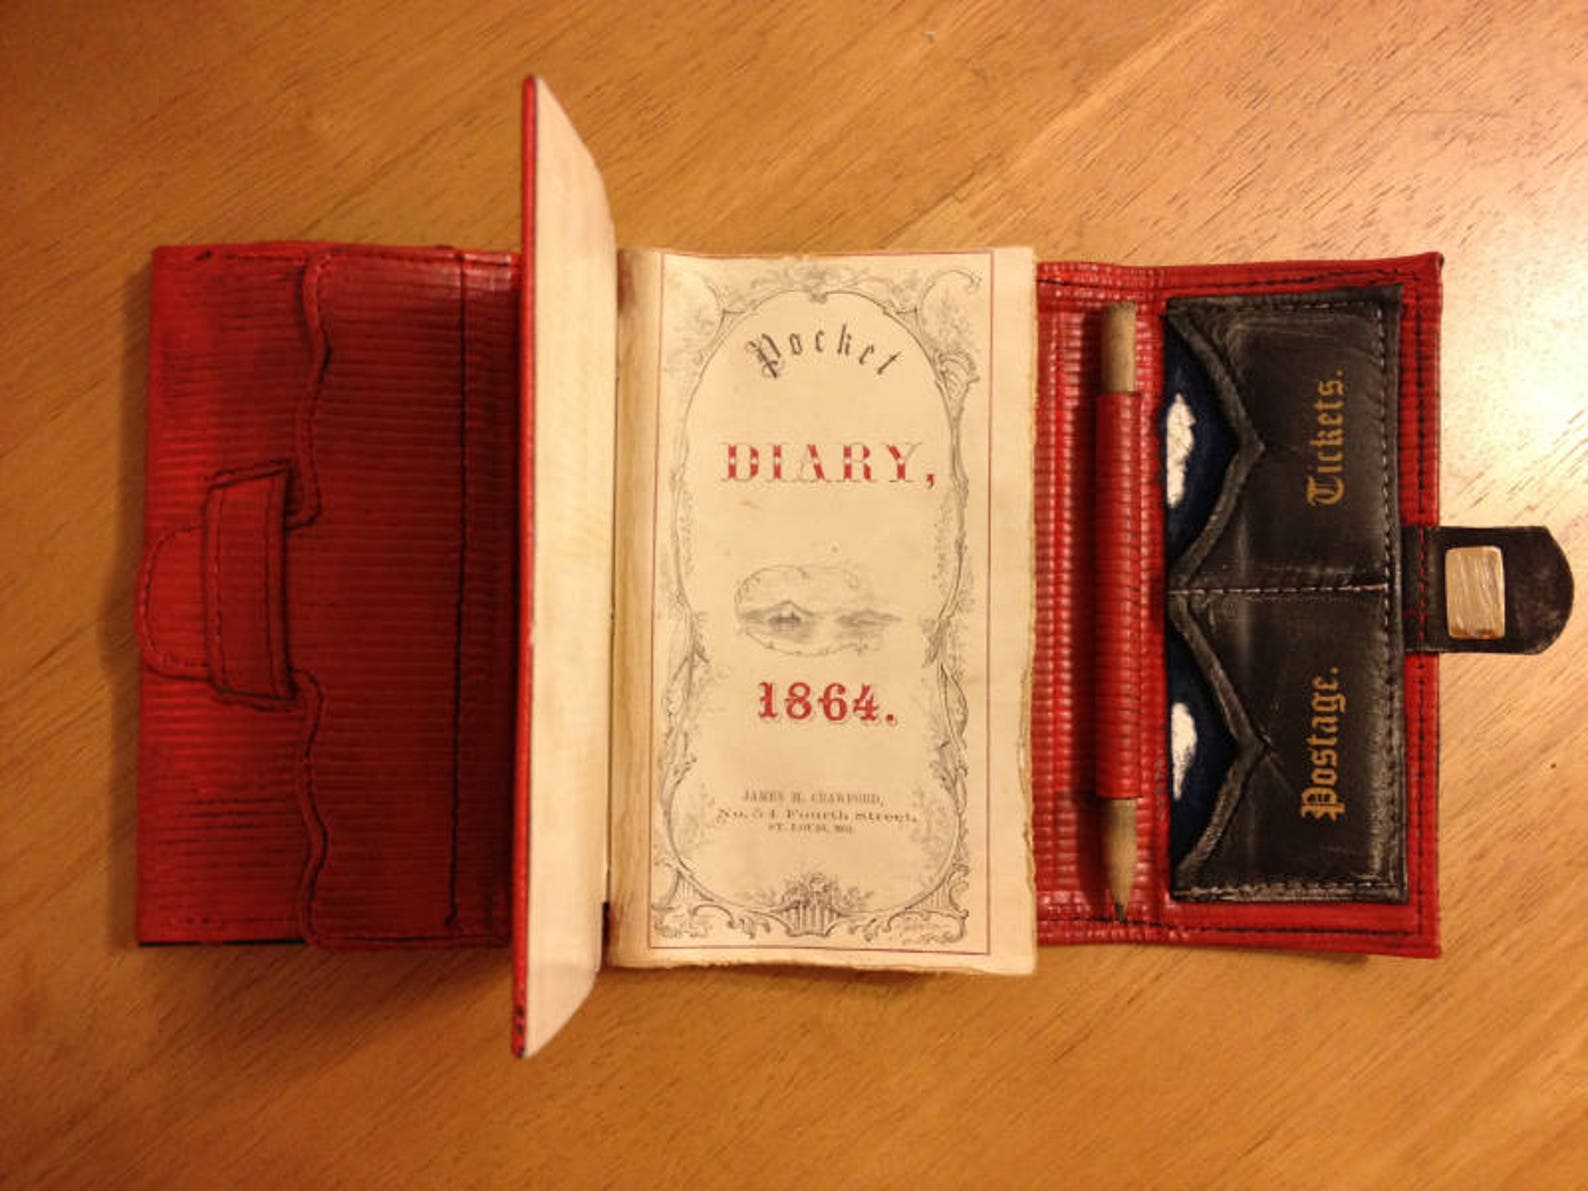 Pocket
DIARY,
1864.
JAMES H. CRAWFORD,
No. 54 Fourth Street,
ST. LOUIS, MO.
Tickets.
Postage.